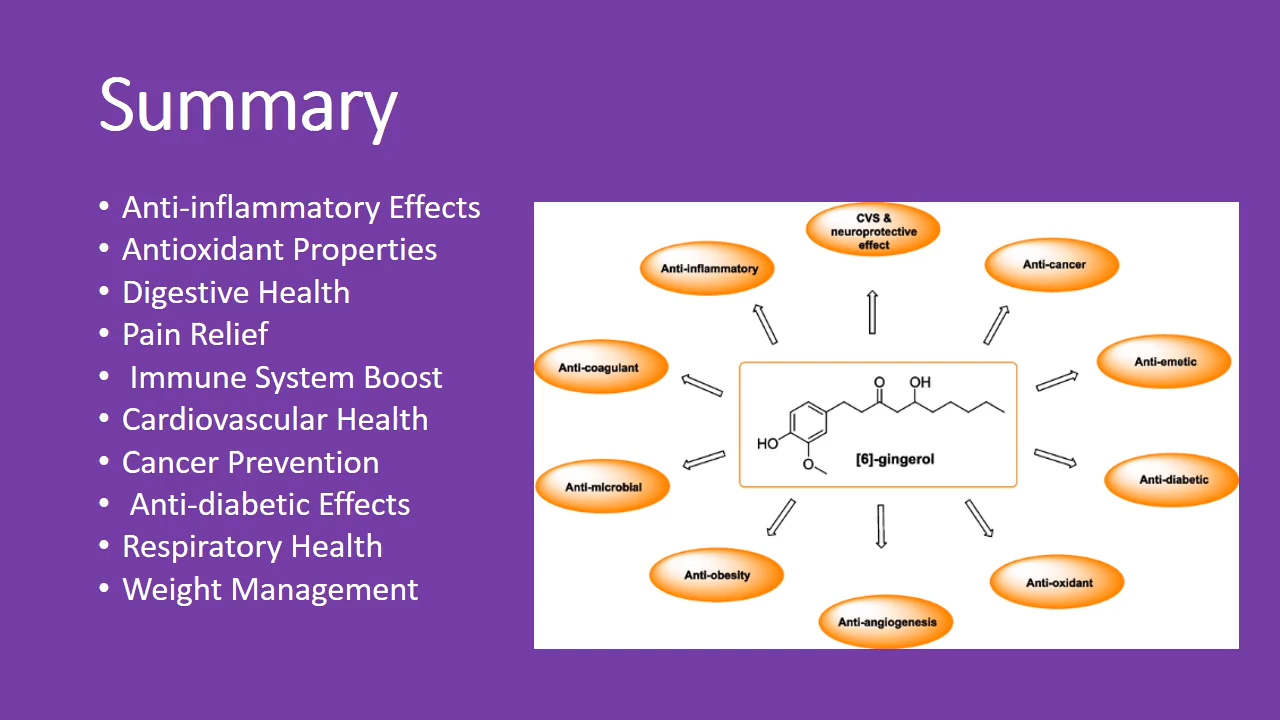 Summary
• Anti-inflammatory Effects
• Antioxidant Properties
• Digestive Health
• Pain Relief
• Immune System Boost
• Cardiovascular Health
• Cancer Prevention
• Anti-diabetic Effects
• Respiratory Health
• Weight Management
CVS &
neuroprotective
effect
Anti-inflammatory
Anti-cancer
Anti-coagulant
Anti-emetic
O
OH
HO
O
[6]-gingerol
Anti-microbial
Anti-diabetic
Anti-obesity
Anti-oxidant
Anti-angiogenesis